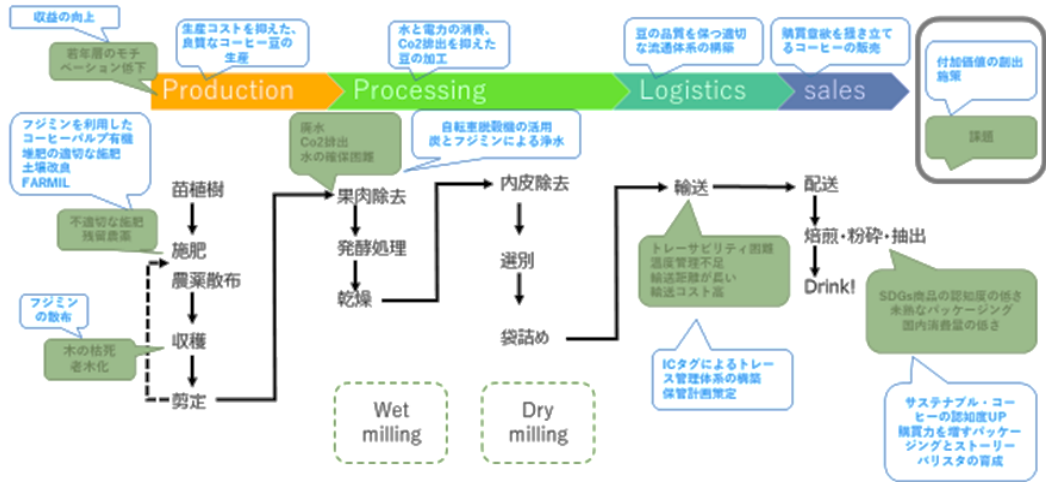 収益の向上
若年層のモチ
ベーション低下
生産コストを抑えた、
良質なコーヒー豆の
生産
水と電力の消費、
Co2排出を抑えた
豆の加工
豆の品質を保つ適切
な流通体系の構築
購買意欲を掻き立て
るコーヒーの販売
付加価値の創出
施策
課題
Production
Processing
Logistics
sales
フジミンを利用した
コーヒーパルプ有機
堆肥の適切な施肥
土壌改良
FARMIL
不適切な施肥
残留農薬
フジミン
の散布
木の枯死
老木化
苗植樹
施肥
農薬散布
収穫
剪定
廃水
Co2排出
水の確保困難
自転車脱穀機の活用
炭とフジミンによる浄水
果肉除去
発酵処理
乾燥
Wet
milling
内皮除去
選別
袋詰め
Dry
milling
輸送
トレーサビリティ困難
温度管理不足
輸送距離が長い
輸送コスト高
ICタグによるトレー
ス管理体系の構築
保管計画策定
配送
焙煎・粉砕・抽出
Drink!
SDGs商品の認知度の低さ
未熟なパッケージング
国内消費量の低さ
サステナブル・コー
ヒーの認知度UP
購買力を増すパッケー
ジングとストーリー
バリスタの育成